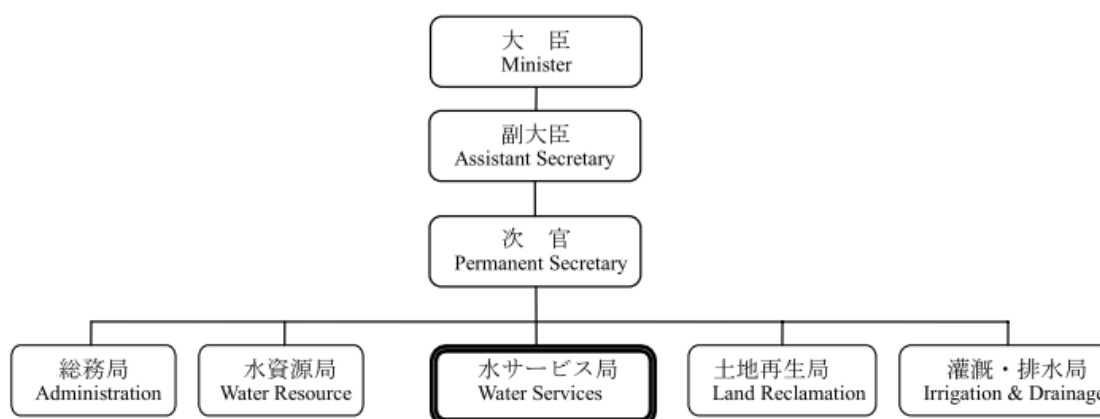 大　臣
Minister
副大臣
Assistant Secretary
次　官
Permanent Secretary
総務局
Administration
水資源局
Water Resource
水サービス局
Water Services
土地再生局
Land Reclamation
灌漑・排水局
Irrigation & Drainage